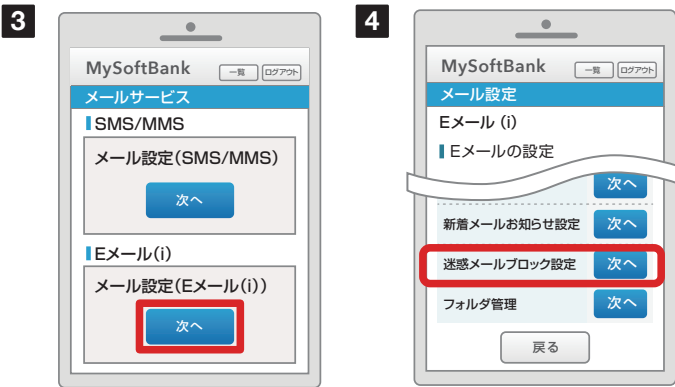 3
MySoftBank 一覧 ログアウト
メールサービス
SMS/MMS
メール設定(SMS/MMS)
次へ
Eメール(i)
メール設定(Eメール(i))
次へ
4
MySoftBank 一覧 ログアウト
メール設定
Eメール (i)
Eメールの設定
次へ
新着メールお知らせ設定 次へ
迷惑メールブロック設定 次へ
フォルダ管理 次へ
戻る